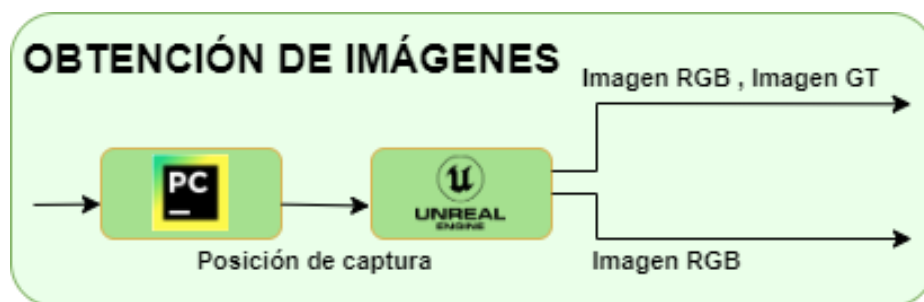 OBTENCIÓN DE IMÁGENES
Imagen RGB , Imagen GT
PC
UNREAL
ENGINE
Posición de captura
Imagen RGB